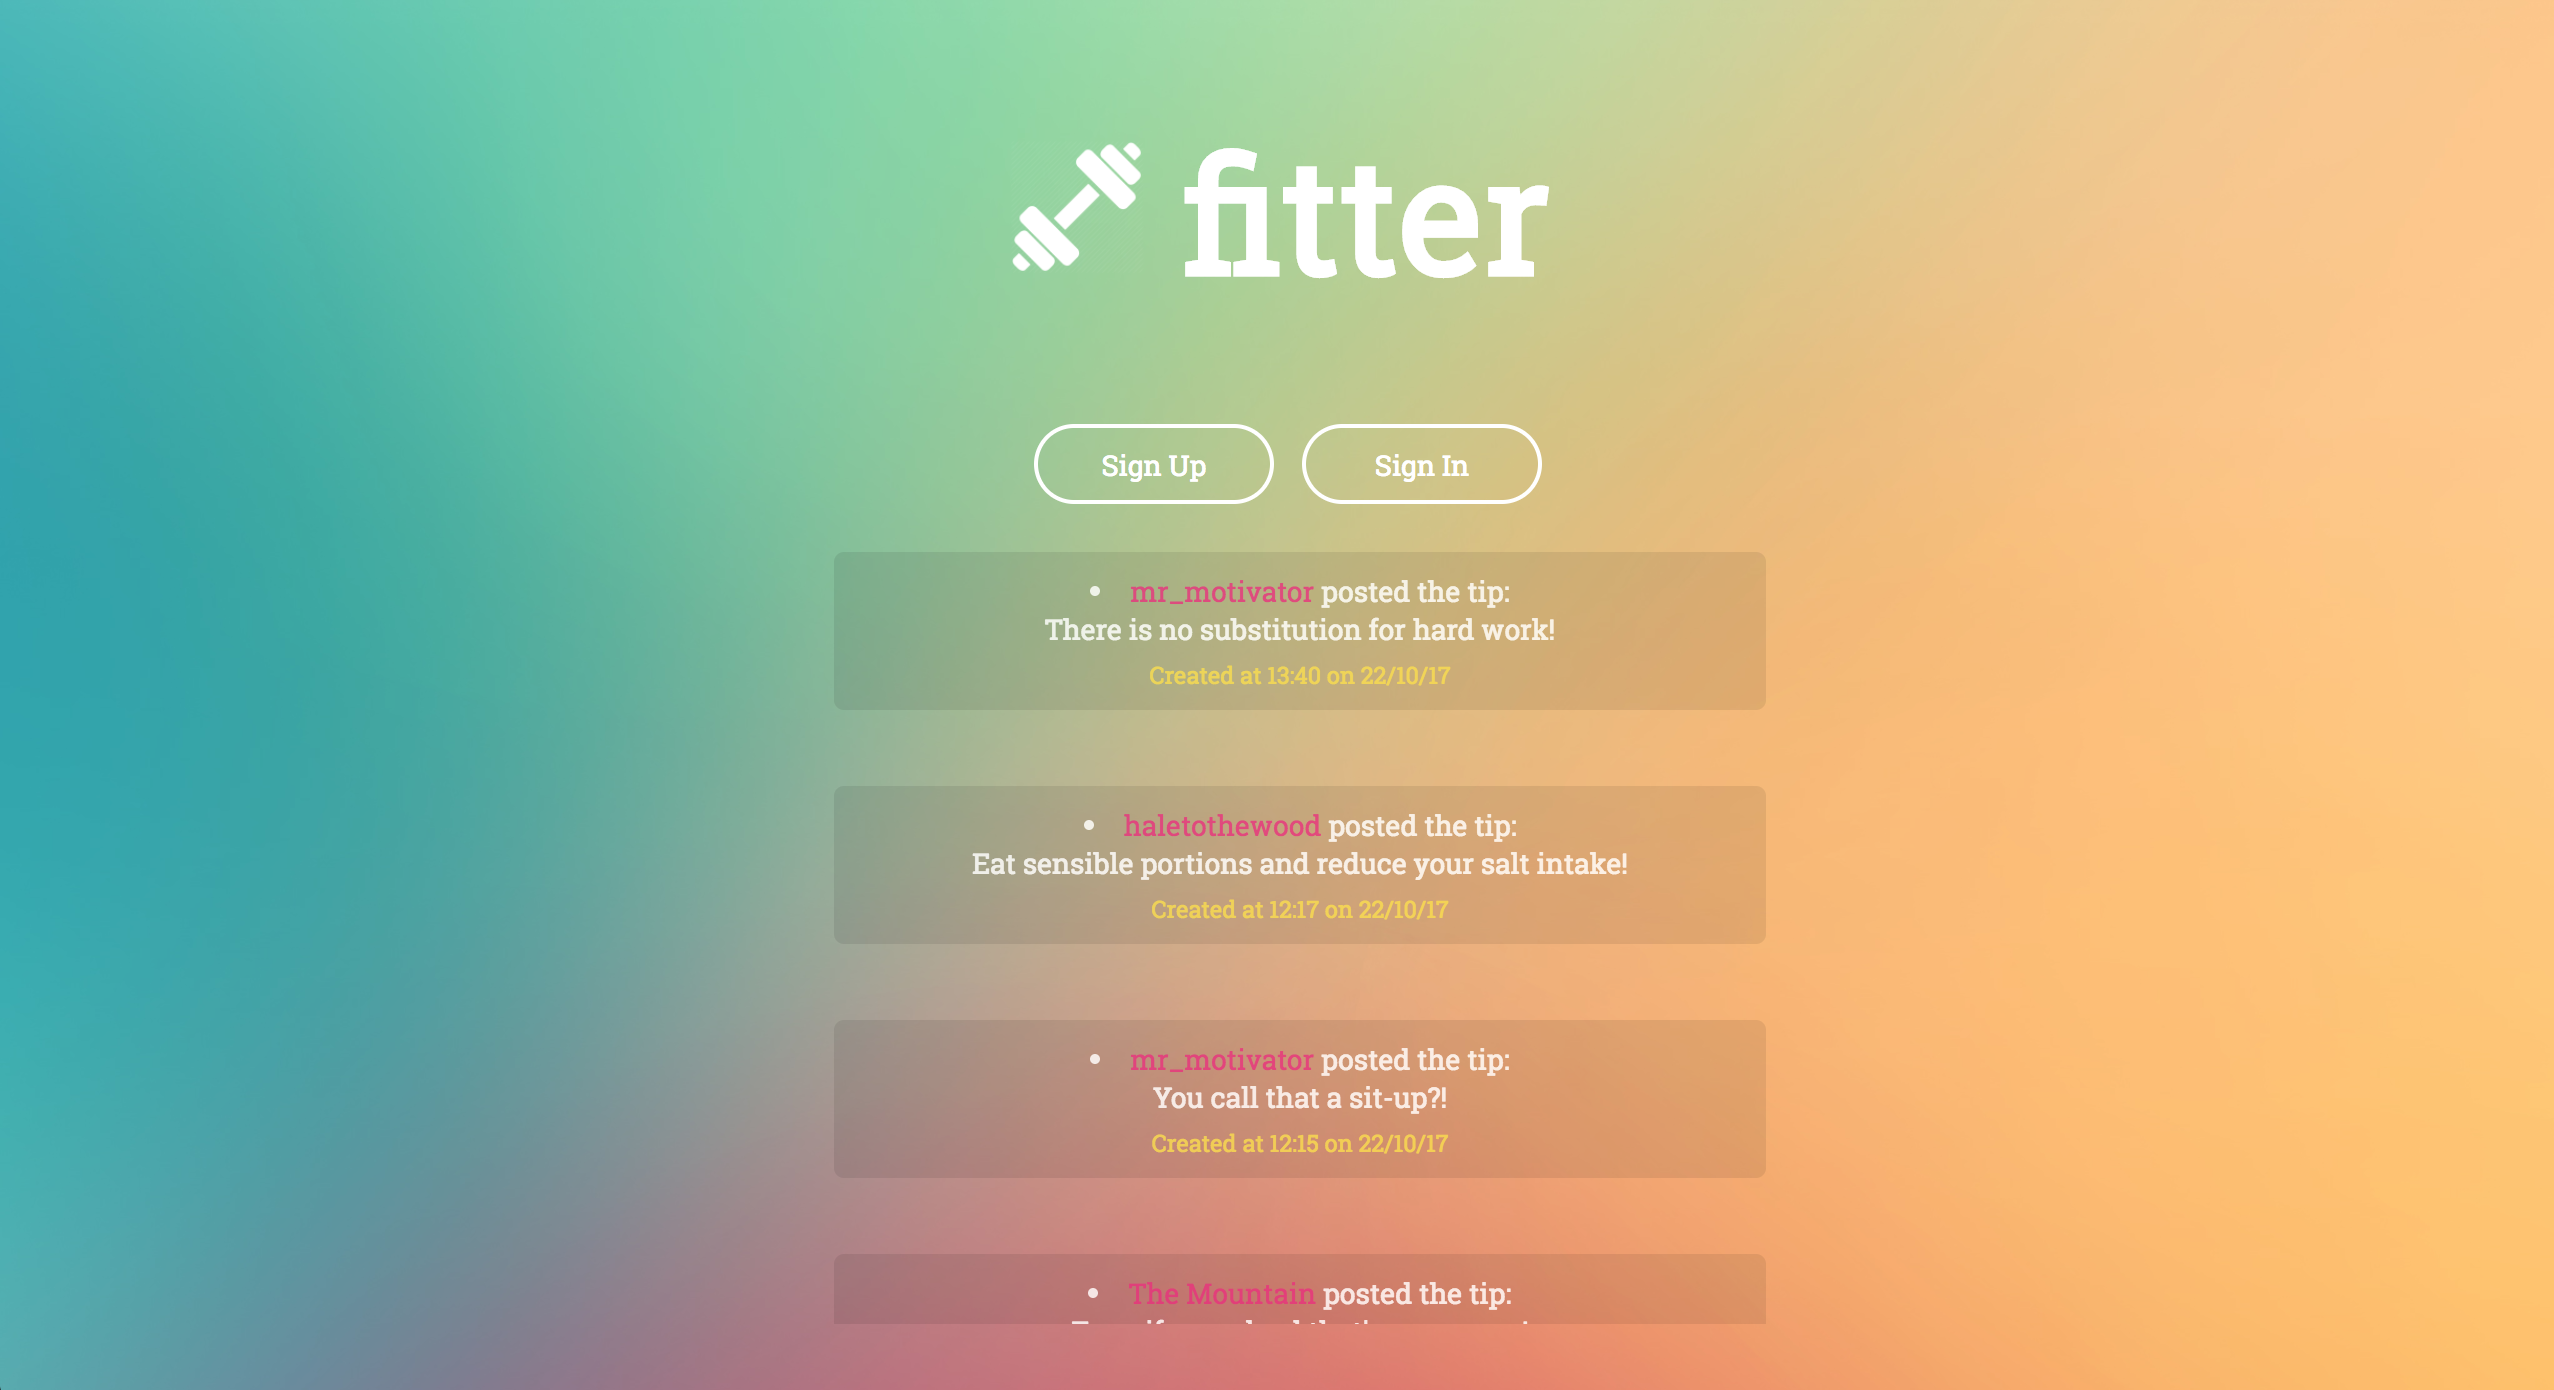 fitter
Sign Up
Sign In
• mr_motivator posted the tip:
There is no substitution for hard work!
Created at 13:40 on 22/10/17
• haletothewood posted the tip:
Eat sensible portions and reduce your salt intake!
Created at 12:17 on 22/10/17
• mr_motivator posted the tip:
You call that a sit-up?!
Created at 12:15 on 22/10/17
• The Mountain posted the tip: